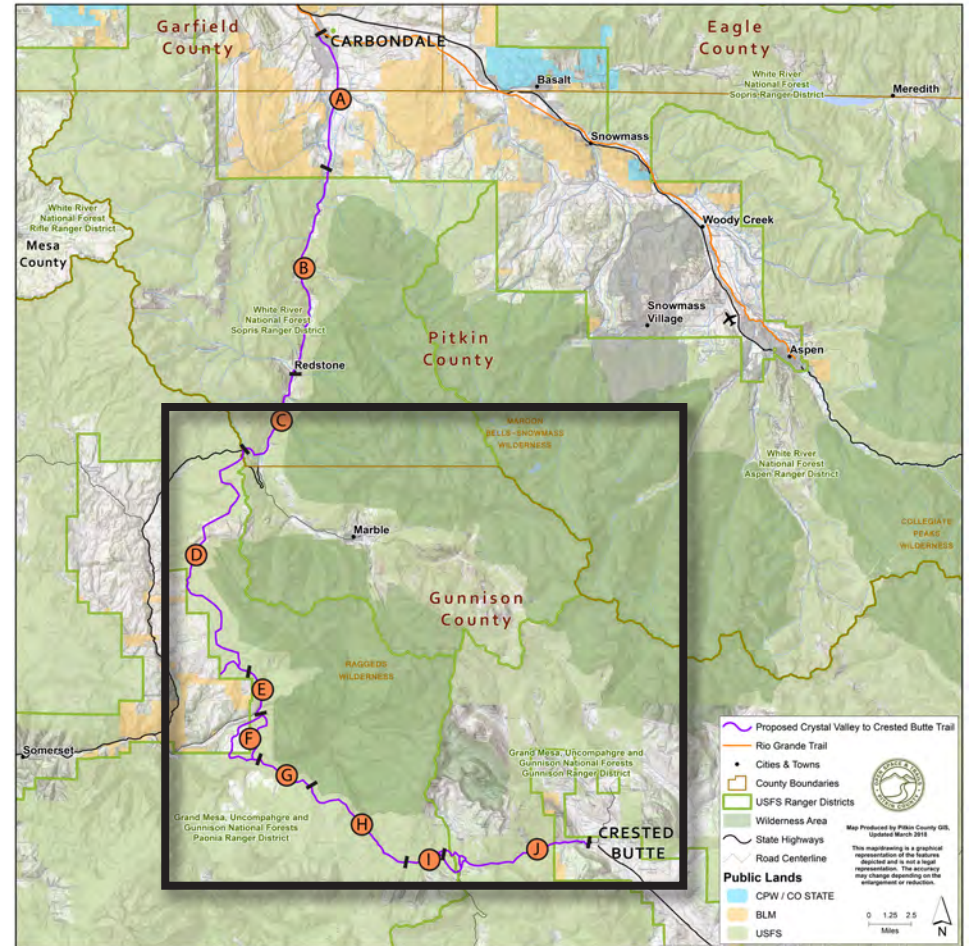 Garfield
County
Eagle
County
CARBONDALE
Basalt
White River
National Forest
Sopris Ranger District
Meredith
A
Snowmass
White River
National Forest
Rifle Ranger District
Mesa
County
Woody Creek
B
White River
National Forest
Sopris Ranger District
Snowmass
Village
Pitkin
County
Aspen
Redstone
C
MAROON
BELLS-SNOWMASS
WILDERNESS
White River
National Forest
Aspen Ranger District
COLLEGIATE
PEAKS
WILDERNESS
Marble
D
Gunnison
County
RAGGEDS
WILDERNESS
E
F
Somerset
Grand Mesa, Uncompahgre and
Gunnison National Forests
Gunnison Ranger District
G
Grand Mesa, Uncompahgre and
Gunnison National Forests
Paonia Ranger District
H
I
J
CRESTED
BUTTE
Proposed Crystal Valley to Crested Butte Trail
Rio Grande Trail
Cities & Towns
County Boundaries
USFS Ranger Districts
Wilderness Area
State Highways
Road Centerline
Public Lands
CPW / CO STATE
BLM
USFS
OPEN SPACE & TRAILS
PITKIN COUNTY
Map Produced by Pitkin County GIS,
Updated March 2018
This map/drawing is a graphical
representation of the features
depicted and is not a legal
representation. The accuracy
may change depending on the
enlargement or reduction.
0 1.25 2.5
Miles
N